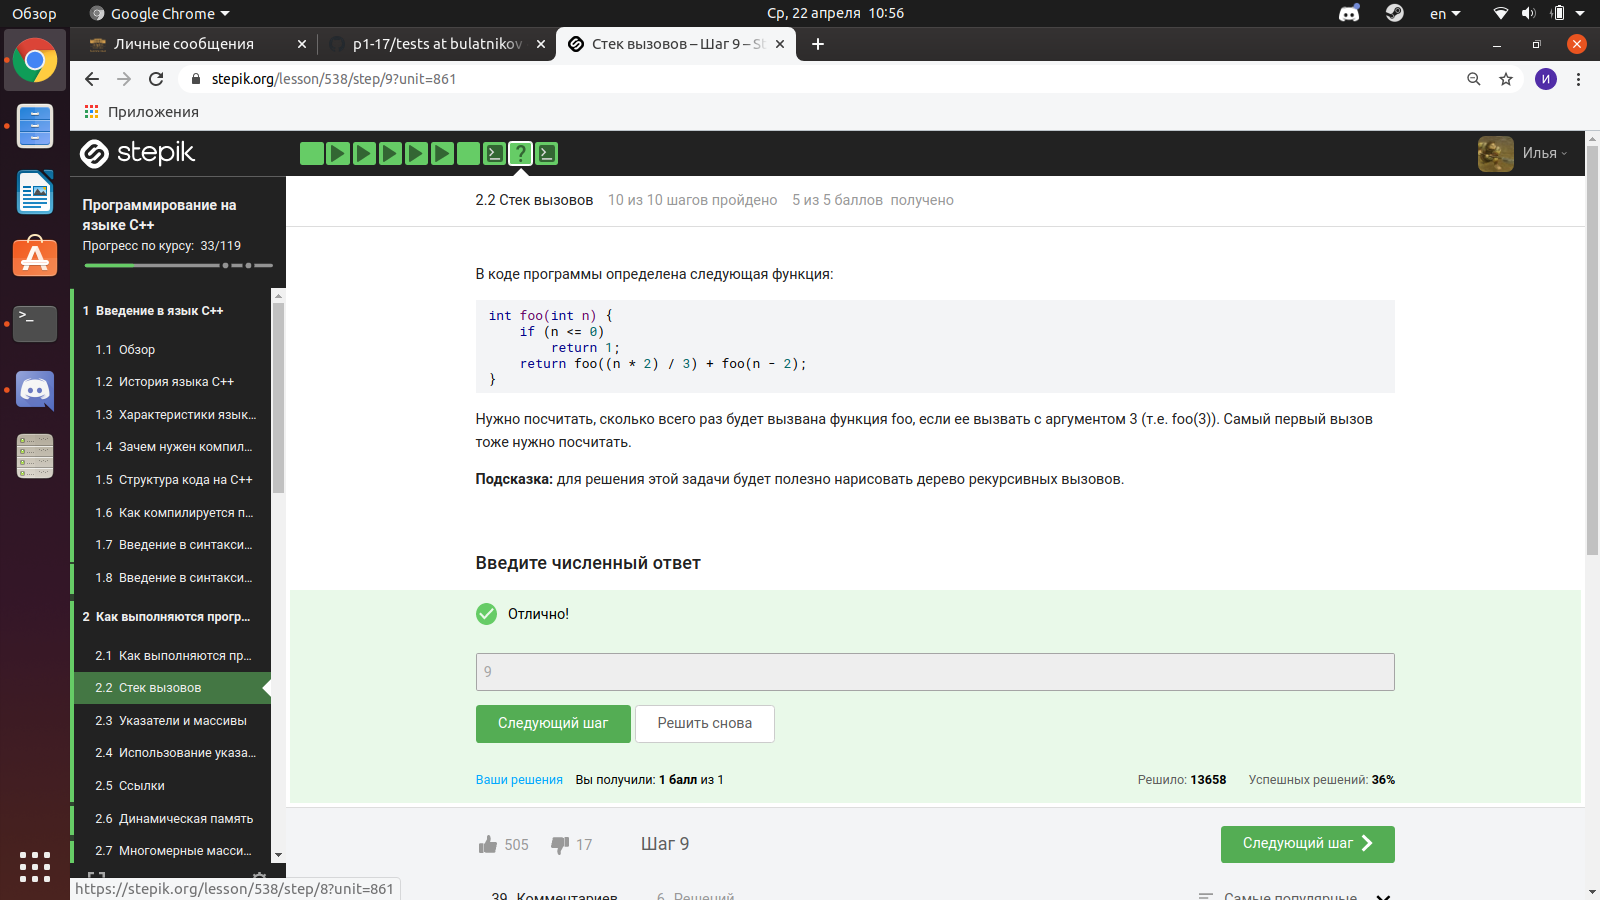 Обзор
Google Chrome
Ср, 22 апреля 10:56
en
Личные сообщения
p1-17/tests at bulatnikov
Стек вызовов – Шаг 9 – St
stepik.org/lesson/538/step/9?unit=861
И
Приложения
stepik
Илья
Программирование на
языке C++
Прогресс по курсу: 33/119
1 Введение в язык C++
1.1 Обзор
1.2 История языка C++
1.3 Характеристики язык...
1.4 Зачем нужен компил...
1.5 Структура кода на C++
1.6 Как компилируется п...
1.7 Введение в синтакси...
1.8 Введение в синтакси...
2 Как выполняются прогр...
2.1 Как выполняются пр...
2.2 Стек вызовов
2.3 Указатели и массивы
2.4 Использование указа...
2.5 Ссылки
2.6 Динамическая память
2.7 Многомерные масси...
https://stepik.org/lesson/538/step/8?unit=861
2.2 Стек вызовов 10 из 10 шагов пройдено 5 из 5 баллов получено
В коде программы определена следующая функция:
int foo(int n) {
if (n <= 0)
return 1;
return foo((n * 2) / 3) + foo(n - 2);
}
Нужно посчитать, сколько всего раз будет вызвана функция foo, если ее вызвать с аргументом 3 (т.е. foo(3)). Самый первый вызов
тоже нужно посчитать.
Подсказка: для решения этой задачи будет полезно нарисовать дерево рекурсивных вызовов.
Введите численный ответ
Отлично!
9
Следующий шаг
Решить снова
Ваши решения Вы получили: 1 балл из 1
Решило: 13658 Успешных решений: 36%
505 17 Шаг 9
Следующий шаг
39 Комментариев 6 Решений
Самые популярные